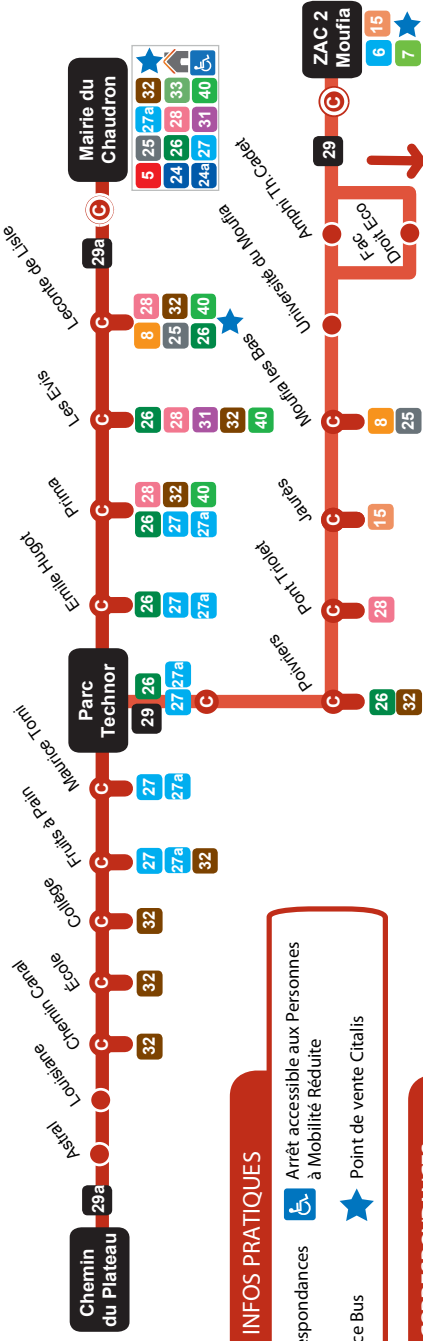 Chemin
du Plateau
29a
Astral
Louisiane
Chemin Canal
C
32
École
C
32
Collège
C
32
Fruits à Pain
C
27
27a
32
Maurice Tomi
C
27
27a
Parc
Technor
29 26
27 27a
C
Emile Hugot
C
26
27
27a
Prima
C
26 28
27 32
27a 40
Les Evis
C
26
28
31
32
40
Leconte de Lisle
C
8 28
25 32
26 40
29a
C
Mairie du
Chaudron
5 25 27a 32
24 26 28 33
24a 27 31 40
Poivriers
C
26
32
Pont Triolet
C
28
Jaurès
C
15
Moufia les Bas
C
8
25
Université du Moufia
Amphi Th.Cadet
Fac
Droit Eco
29
C
ZAC 2
Moufia
6 15
7
INFOS PRATIQUES
Arrêt accessible aux Personnes
à Mobilité Réduite
Point de vente Citalis
spondances
ce Bus